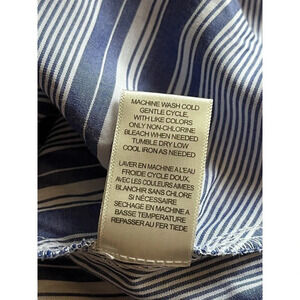 MACHINE WASH COLD
GENTLE CYCLE,
WITH LIKE COLORS
ONLY NON-CHLORINE
BLEACH WHEN NEEDED
TUMBLE DRY LOW
COOL IRON AS NEEDED
LAVER EN MACHINE A L'EAU
FROIDE CYCLE DOUX,
AVEC LES COULEURS AIMEES
BLANCHIR SANS CHLORE
SI NÉCESSAIRE
SECHAGE EN MACHINE A
BASSE TEMPERATURE
REPASSER AU FER TIEDE